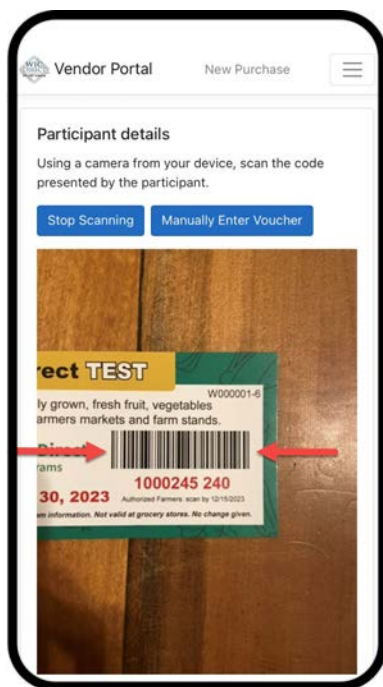 WIC
Vendor Portal
New Purchase
Participant details
Using a camera from your device, scan the code
presented by the participant.
Stop Scanning
Manually Enter Voucher
rect TEST
W000001-6
ly grown, fresh fruit, vegetables
armers markets and farm stands.
Direct
rams
1000245 240
30, 2023
Authorized Farmers: scan by 12/15/2023
m information. Not valid at grocery stores. No change given.